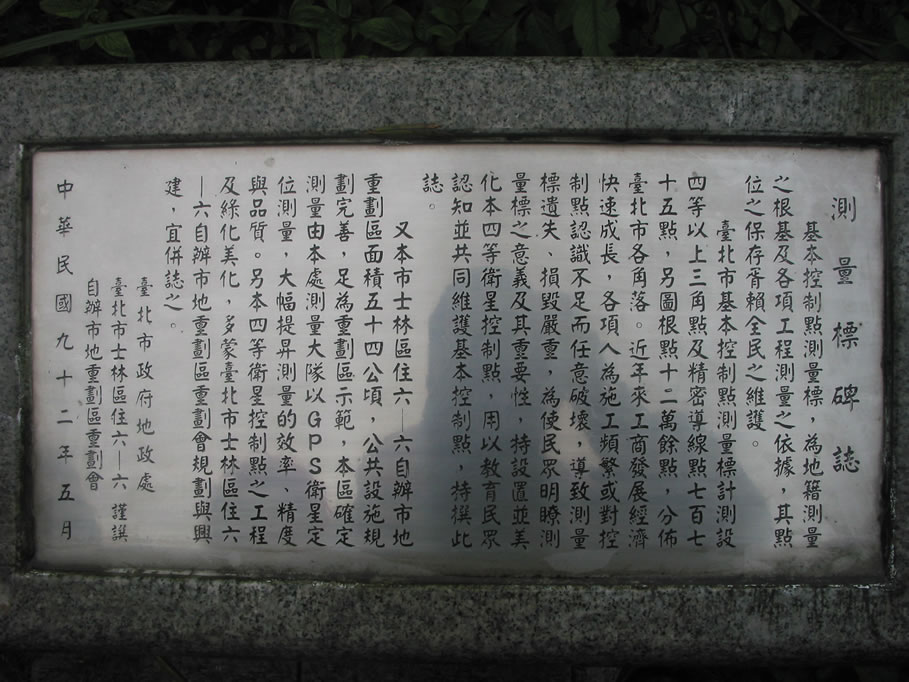 測量標碑誌
基本控制點測量標，為地籍測量
之根基及各項工程測量之依據，其點
位之保存胥賴全民之維護。
臺北市基本控制點測量標計測設
四等以上三角點及精密導線點七百七
十五點，另圖根點十二萬餘點，分佈
臺北市各角落。近年來工商發展經濟
快速成長，各項人為施工頻繁或對控
制點認識不足而任意破壞，導致測量
標遺失、損毀嚴重，為使民眾明瞭測
量標之意義及其重要性，特設置並美
化本四等衛星控制點，用以教育民眾
認知並共同維護基本控制點，特撰此
誌。
又本市士林區住六—六自辦市地
重劃區面積五十四公頃，公共設施規
劃完善，足為重劃區示範，本區確定
測量由本處測量大隊以GPS衛星定
位測量，大幅提昇測量的效率、精度
與品質。另本四等衛星控制點之工程
及綠化美化，多蒙臺北市士林區住六
—六自辦市地重劃區重劃會規劃與興
建，宜併誌之。
臺北市政府地政處
臺北市士林區住六—六 謹譔
自辦市地重劃區重劃會
中華民國九十二年五月